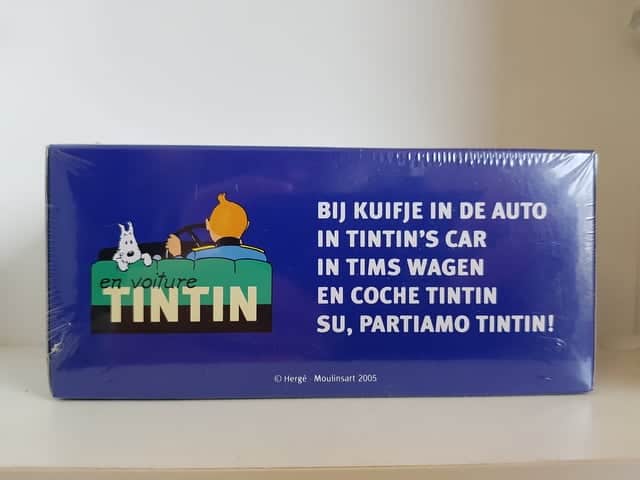 en voiture
TINTIN
BIJ KUIFJE IN DE AUTO
IN TINTIN'S CAR
IN TIMS WAGEN
EN COCHE TINTIN
SU, PARTIAMO TINTIN!
© Hergé Moulinsart 2005